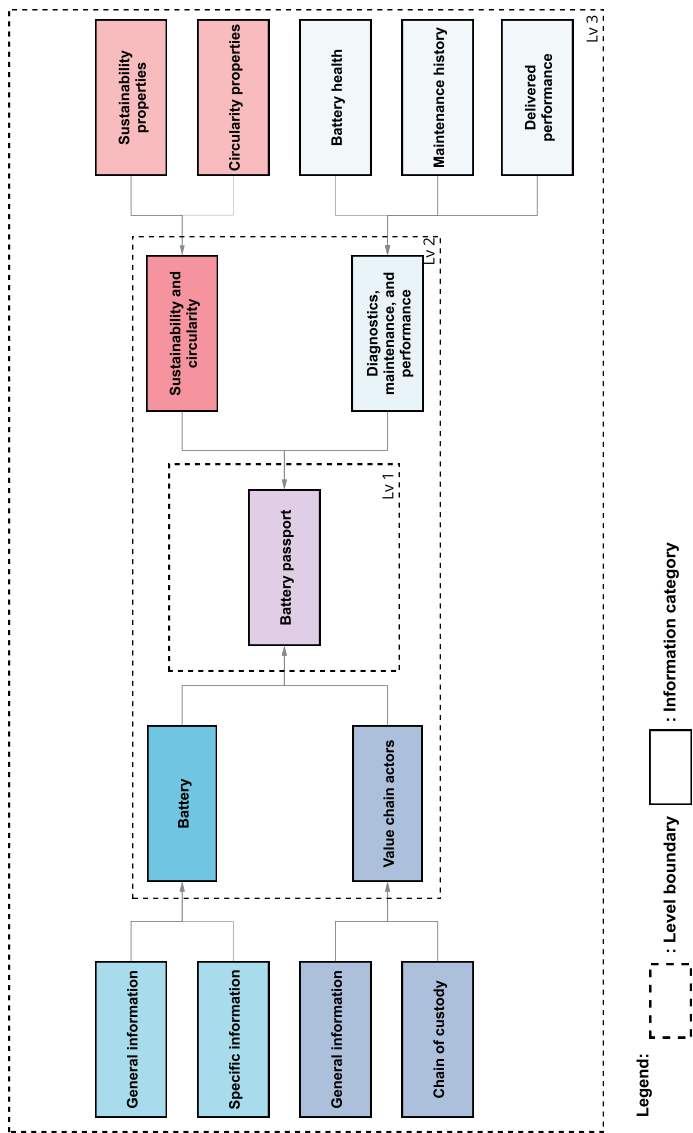 General information
Specific information
General information
Chain of custody
Battery
Value chain actors
Battery passport
Lv 1
Sustainability and
circularity
Diagnostics,
maintenance, and
performance
Lv 2
Sustainability
properties
Circularity properties
Battery health
Maintenance history
Delivered
performance
Lv 3
Legend:
: Level boundary
: Information category